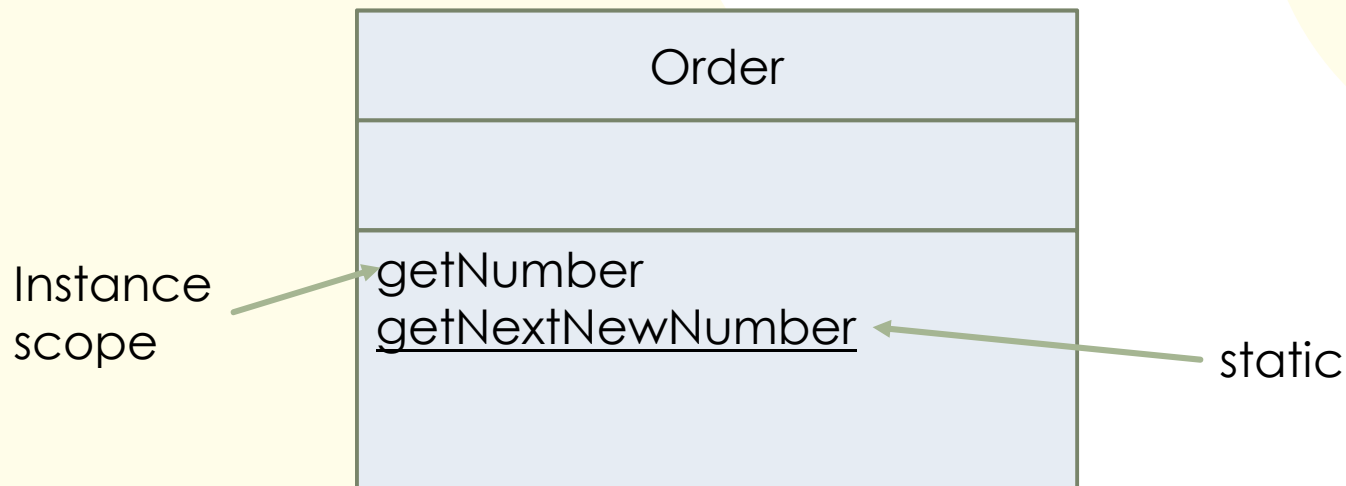 Order
Instance
scope
getNumber
getNextNewNumber
static